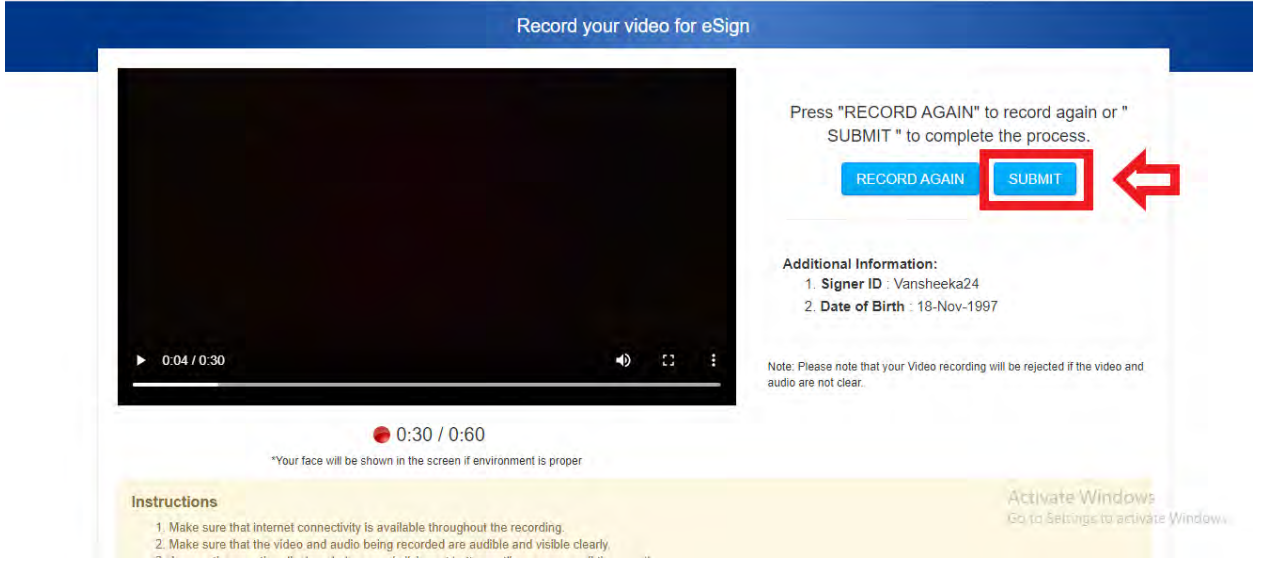 Record your video for eSign
Press "RECORD AGAIN" to record again or "
SUBMIT " to complete the process.
RECORD AGAIN
SUBMIT
Additional Information:
1. Signer ID : Vansheeka24
2. Date of Birth : 18-Nov-1997
0:04 / 0:30
Note: Please note that your Video recording will be rejected if the video and
audio are not clear.
0:30 / 0:60
*Your face will be shown in the screen if environment is proper
Instructions
1. Make sure that internet connectivity is available throughout the recording.
2. Make sure that the video and audio being recorded are audible and visible clearly.
Activate Windows
Go to Settings to activate Windows.